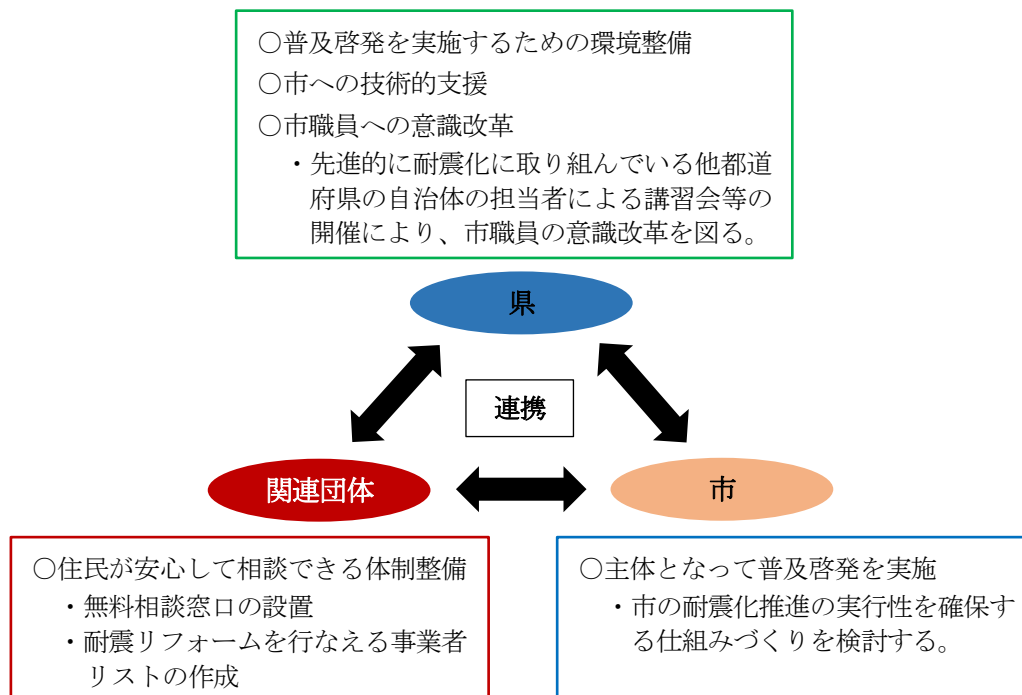 ○普及啓発を実施するための環境整備
○市への技術的支援
○市職員への意識改革
・先進的に耐震化に取り組んでいる他都道
府県の自治体の担当者による講習会等の
開催により、市職員の意識改革を図る。
県
連携
関連団体
市
○住民が安心して相談できる体制整備
・無料相談窓口の設置
・耐震リフォームを行なえる事業者
リストの作成
○主体となって普及啓発を実施
・市の耐震化推進の実行性を確保す
る仕組みづくりを検討する。